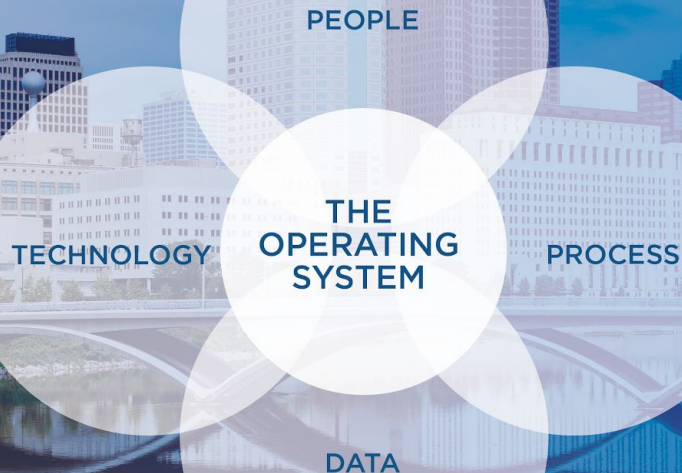 PEOPLE
TECHNOLOGY
THE
OPERATING
SYSTEM
PROCESS
DATA